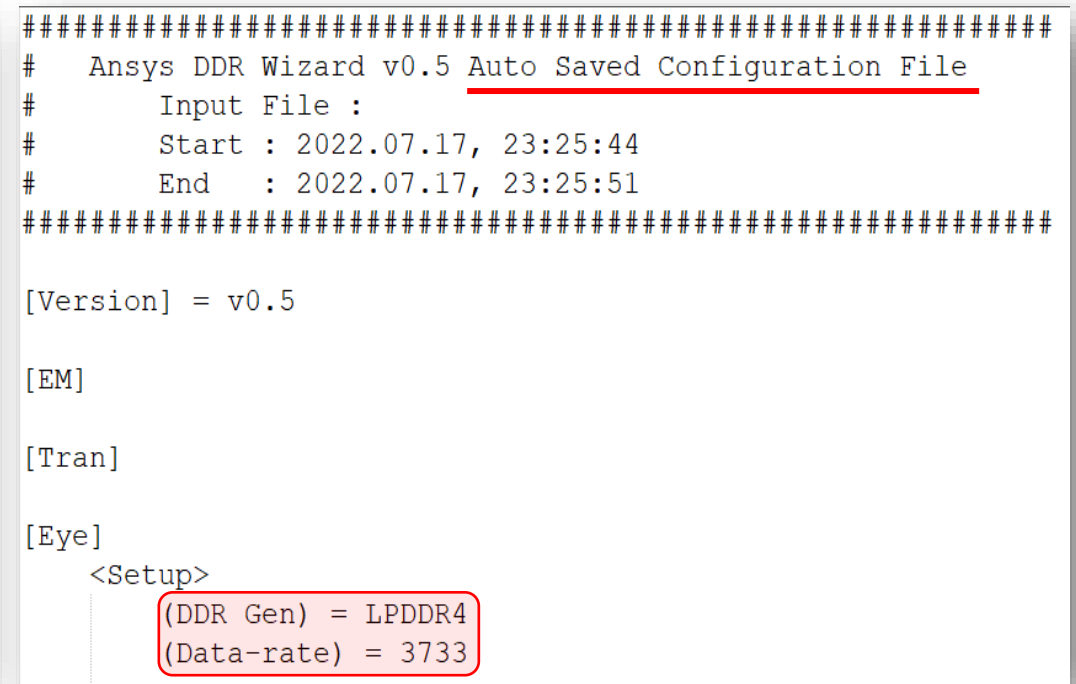 ############################################################
#   Ansys DDR Wizard v0.5 Auto Saved Configuration File
#       Input File :
#       Start : 2022.07.17, 23:25:44
#       End   : 2022.07.17, 23:25:51
############################################################
[Version] = v0.5
[EM]
[Tran]
[Eye]
    <Setup>
        (DDR Gen) = LPDDR4
        (Data-rate) = 3733